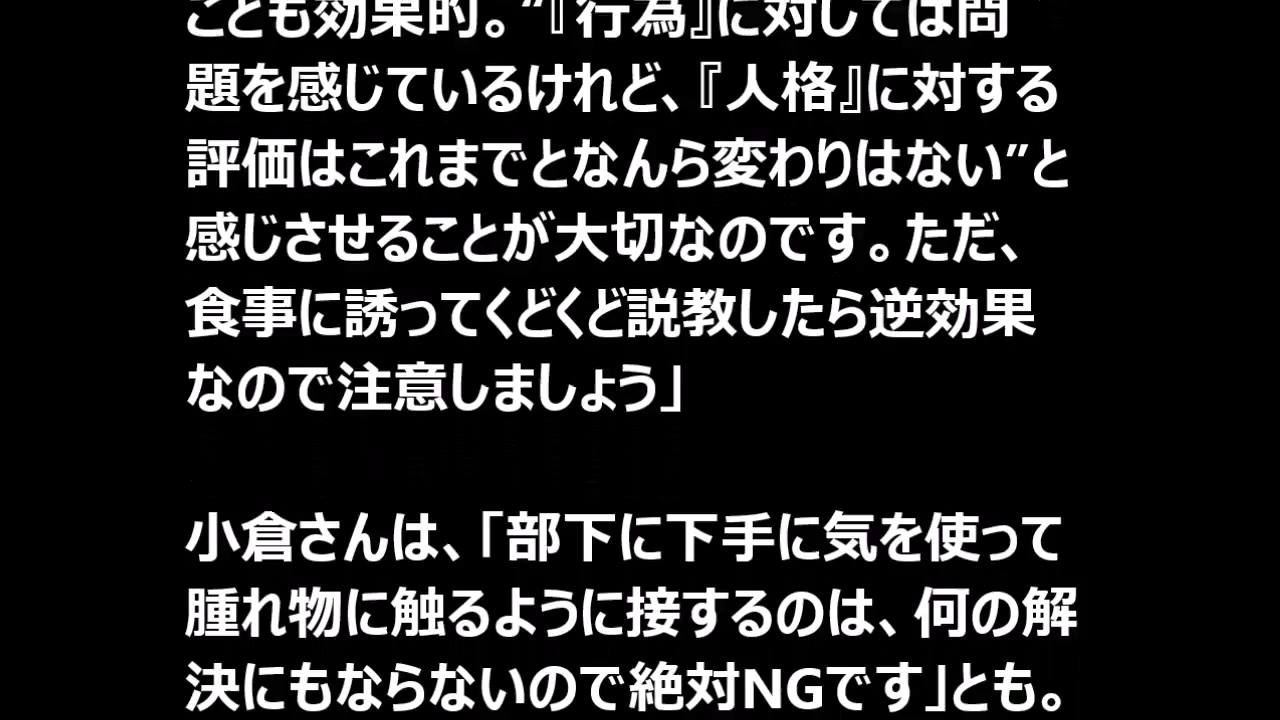 ことも効果的。“『行為』に対しては問
題を感じているけれど、『人格』に対する
評価はこれまでとなんら変わりはない”と
感じさせることが大切なのです。ただ、
食事に誘ってくどくど説教したら逆効果
なので注意しましょう」
小倉さんは、「部下に下手に気を使って
腫れ物に触るように接するのは、何の解
決にもならないので絶対NGです」とも。